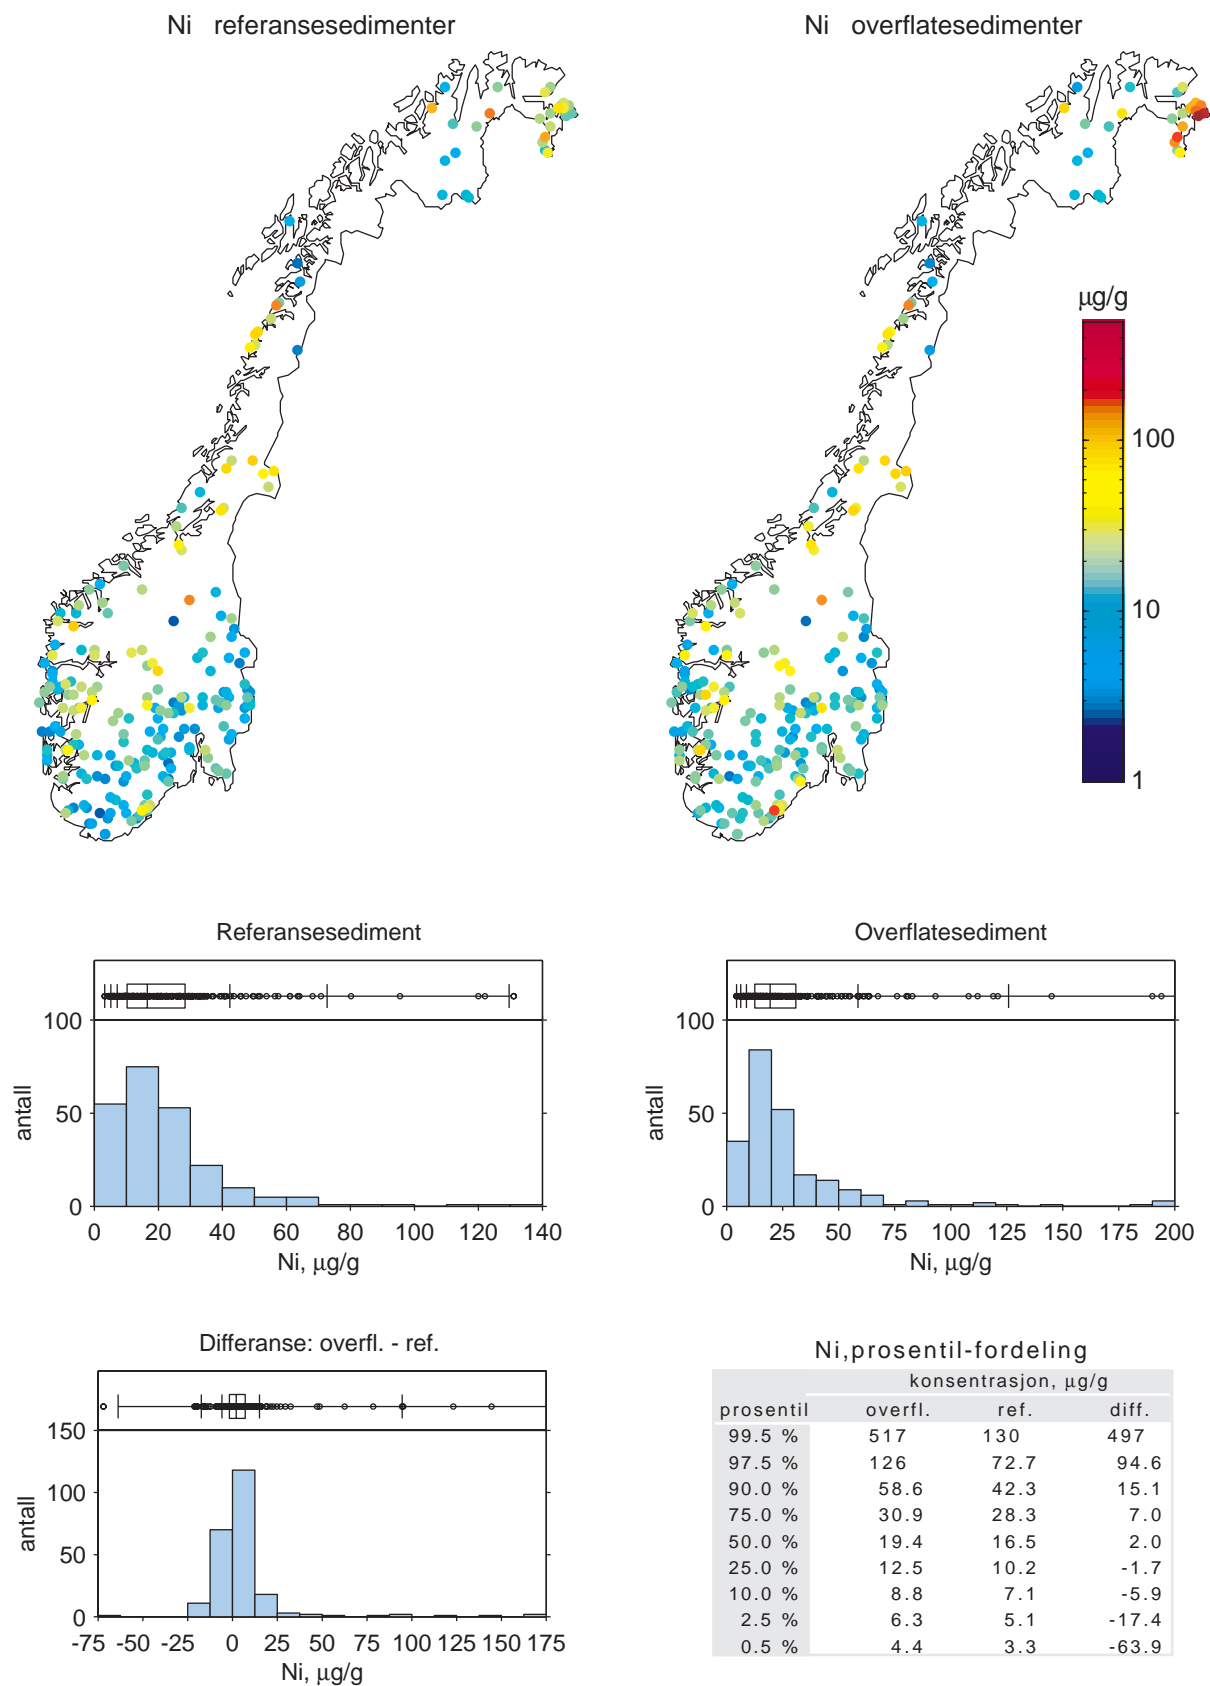 Ni referansesedimenter
Ni overflatesedimenter
µg/g
100
10
1
Referansesediment
100
50
0
antall
0 20 40 60 80 100 120 140
Ni, µg/g
Overflatesediment
100
50
0
antall
0 25 50 75 100 125 150 175 200
Ni, µg/g
Differanse: overfl. - ref.
150
100
50
0
antall
-75 -50 -25 0 25 50 75 100 125 150 175
Ni, µg/g
Ni,prosentil-fordeling
konsentrasjon, µg/g
prosentil overfl. ref. diff.
99.5 % 517 130 497
97.5 % 126 72.7 94.6
90.0 % 58.6 42.3 15.1
75.0 % 30.9 28.3 7.0
50.0 % 19.4 16.5 2.0
25.0 % 12.5 10.2 -1.7
10.0 % 8.8 7.1 -5.9
2.5 % 6.3 5.1 -17.4
0.5 % 4.4 3.3 -63.9